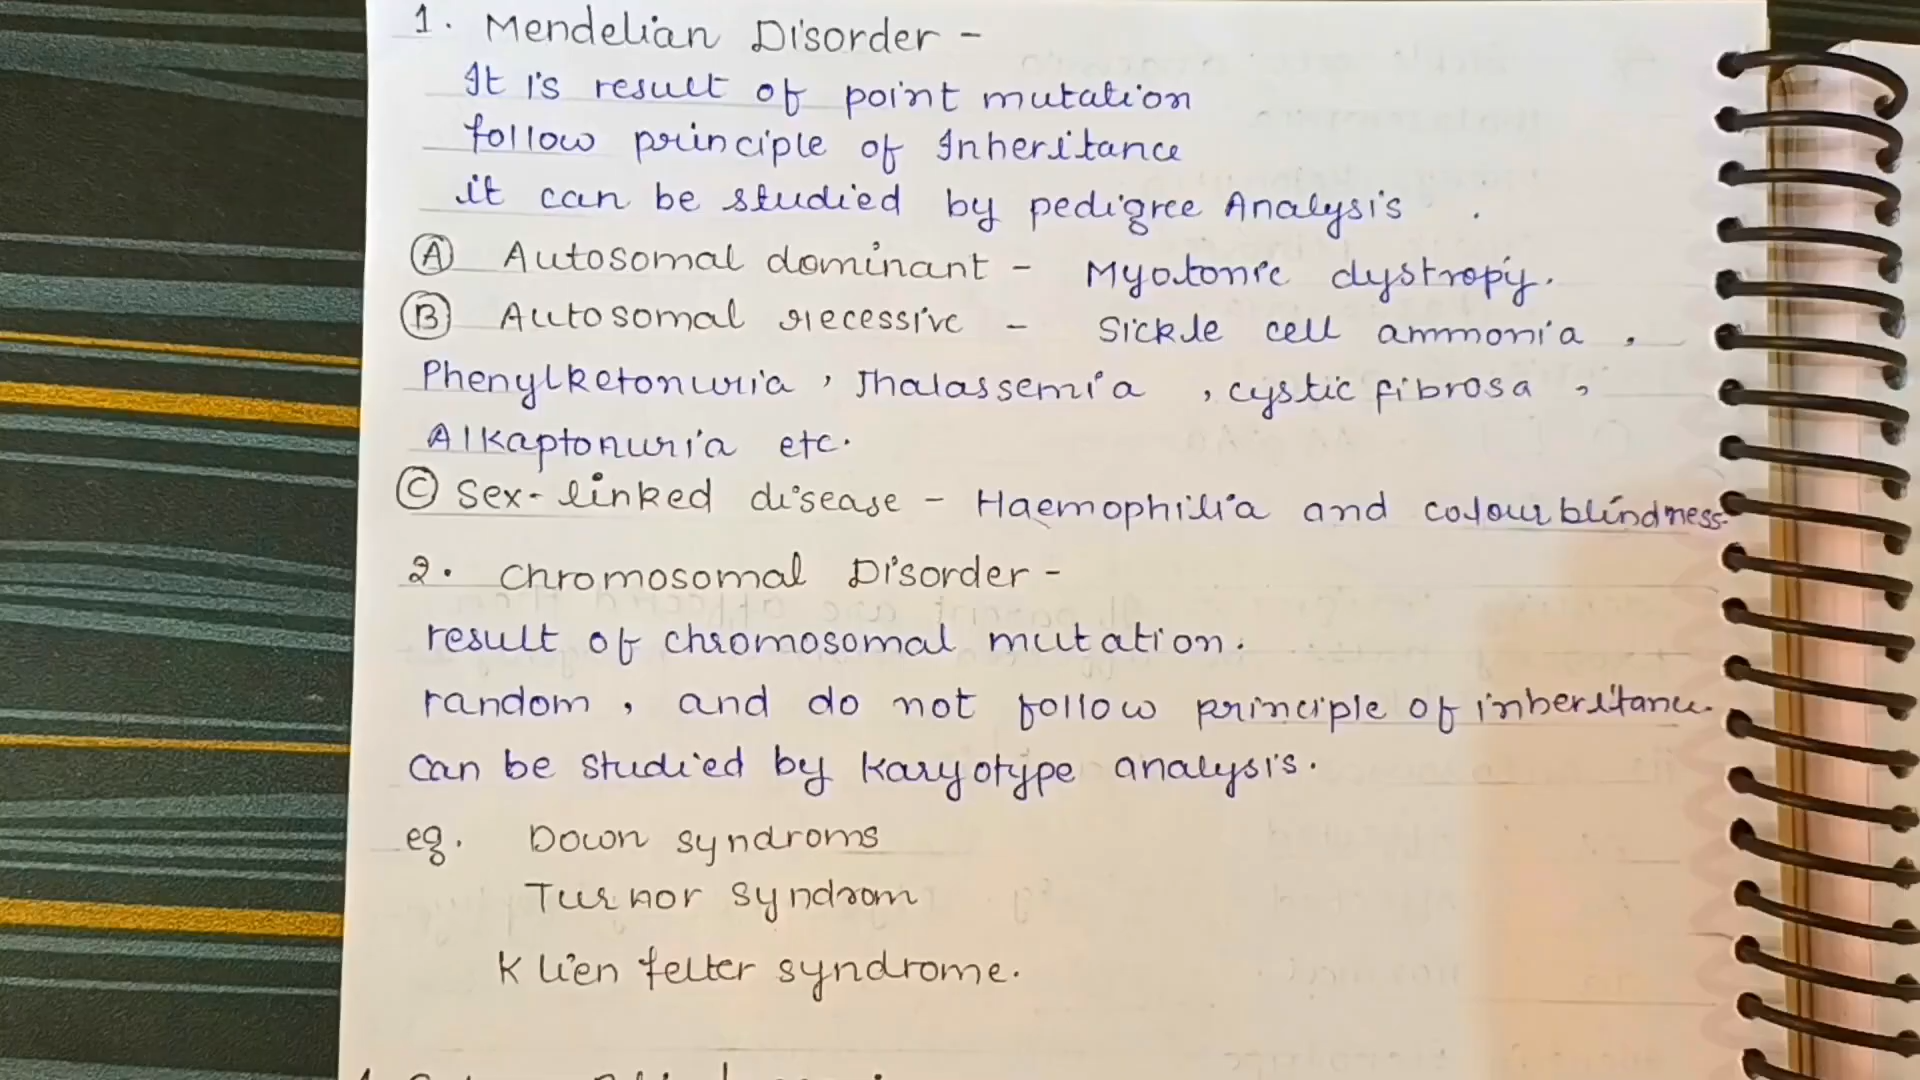 1. Mendelian Disorder -
It is result of point mutation
follow principle of Inheritance
it can be studied by pedigree Analysis .
(A) Autosomal dominant - Myotonic dystropy.
(B) Autosomal recessive - Sickle cell ammonia ,
Phenylketonuria , Thalassemia , cystic fibrosa ,
Alkaptonuria etc.
(C) Sex-linked disease - Haemophilia and colour blindness.
2. Chromosomal Disorder -
result of chromosomal mutation.
random , and do not follow principle of inheritance.
can be studied by Karyotype analysis.
eg. Down syndroms
Turnor syndrom
Klien felter syndrome.